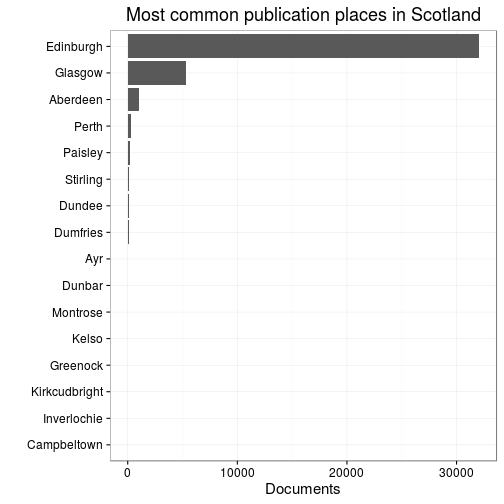 Most common publication places in Scotland
Edinburgh
Glasgow
Aberdeen
Perth
Paisley
Stirling
Dundee
Dumfries
Ayr
Dunbar
Montrose
Kelso
Greenock
Kirkcudbright
Inverlochie
Campbeltown
0 10000 20000 30000
Documents